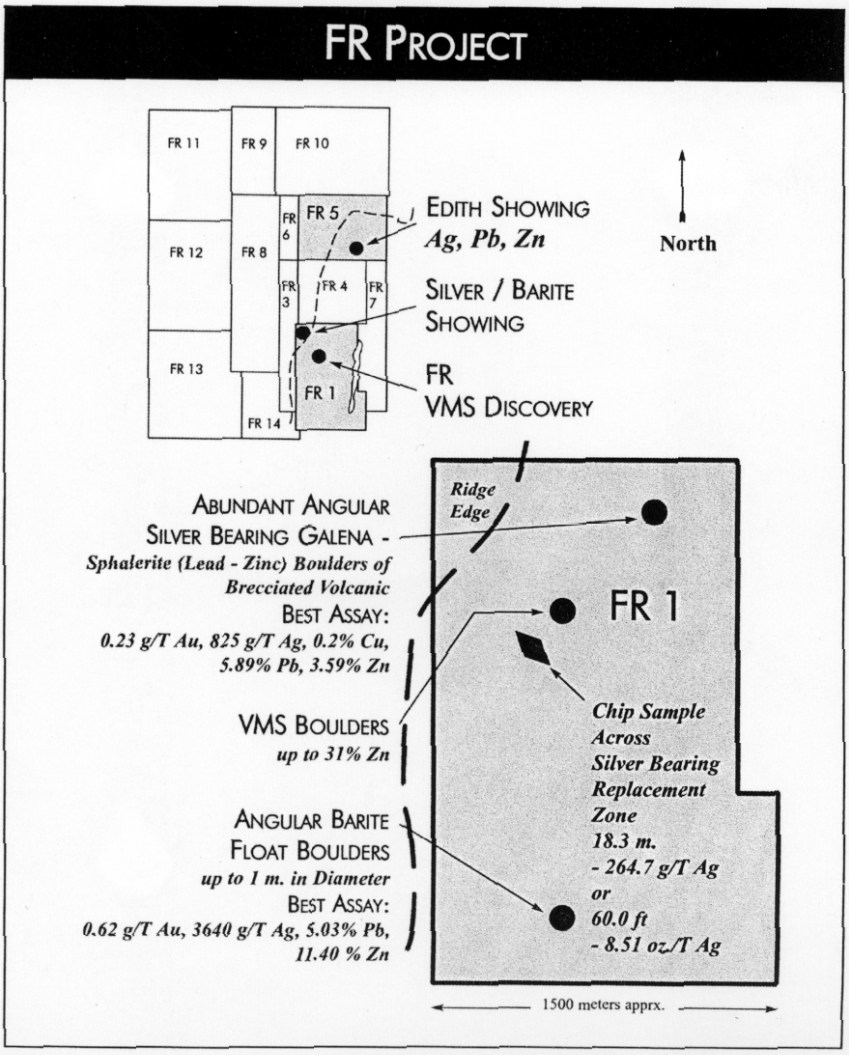 FR PROJECT
FR 11
FR 9
FR 10
FR 6
FR 5
FR 12
FR 8
FR 3
FR 4
FR 7
FR 13
FR 1
FR 14
EDITH SHOWING
Ag, Pb, Zn
SILVER / BARITE
SHOWING
FR
VMS DISCOVERY
North
Ridge
Edge
ABUNDANT ANGULAR
SILVER BEARING GALENA -
Sphalerite (Lead - Zinc) Boulders of
Brecciated Volcanic
BEST ASSAY:
0.23 g/T Au, 825 g/T Ag, 0.2% Cu,
5.89% Pb, 3.59% Zn
VMS BOULDERS
up to 31% Zn
ANGULAR BARITE
FLOAT BOULDERS
up to 1 m. in Diameter
BEST ASSAY:
0.62 g/T Au, 3640 g/T Ag, 5.03% Pb,
11.40 % Zn
FR 1
Chip Sample
Across
Silver Bearing
Replacement
Zone
18.3 m.
- 264.7 g/T Ag
or
60.0 ft
- 8.51 oz./T Ag
1500 meters apprx.